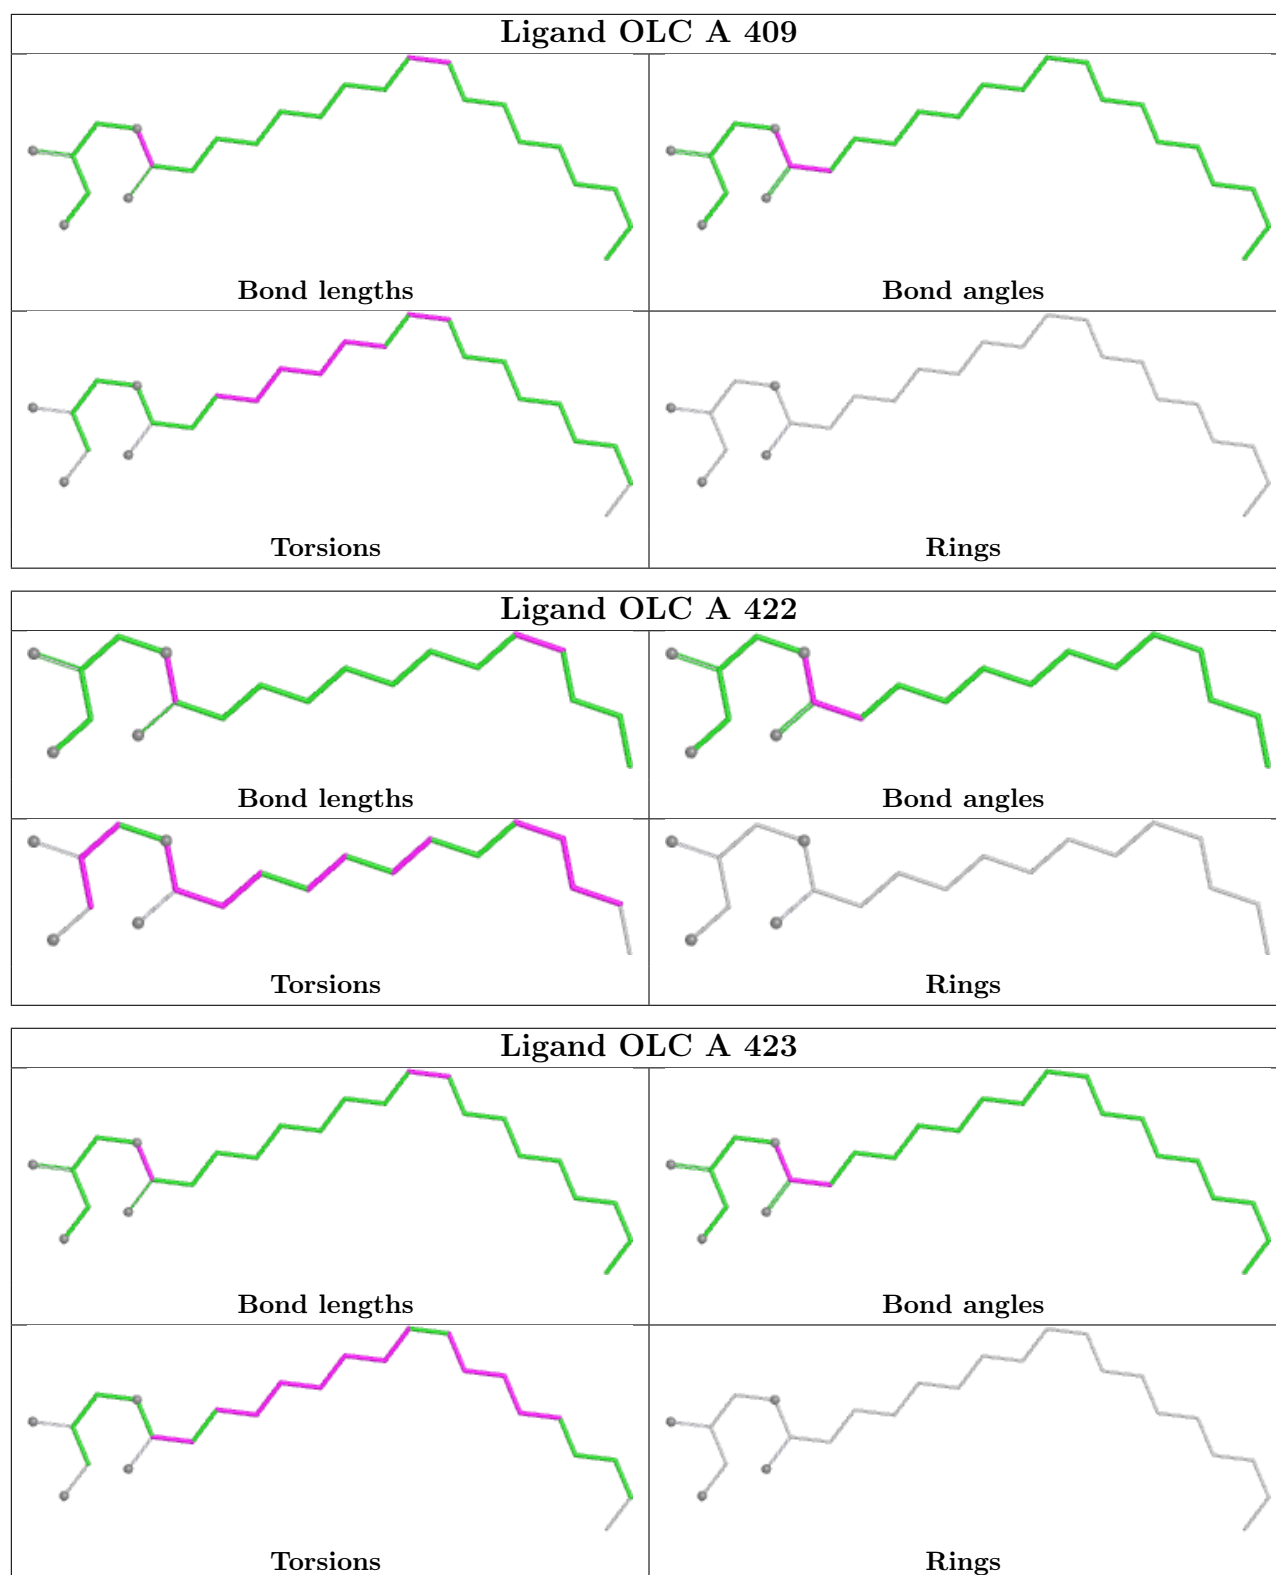 Ligand OLC A 409
Bond lengths
Bond angles
Torsions
Rings
Ligand OLC A 422
Bond lengths
Bond angles
Torsions
Rings
Ligand OLC A 423
Bond lengths
Bond angles
Torsions
Rings